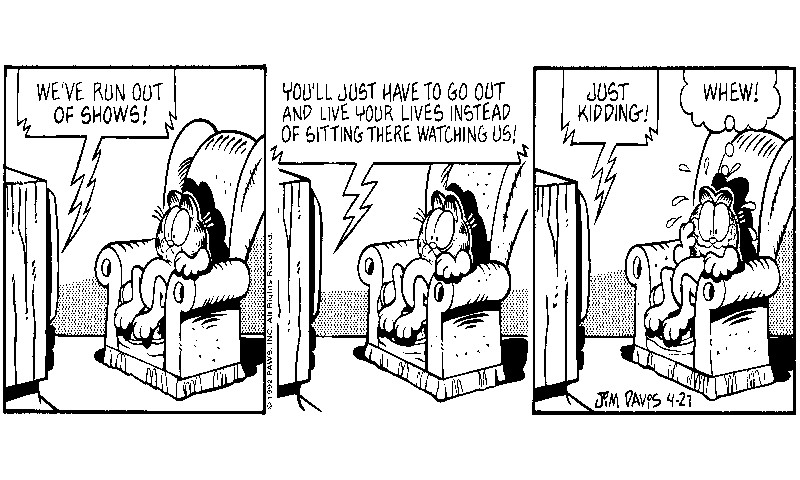 WE'VE RUN OUT
OF SHOWS!
© 1992 PAWS, INC. All Rights Reserved.
YOU'LL JUST HAVE TO GO OUT
AND LIVE YOUR LIVES INSTEAD
OF SITTING THERE WATCHING US!
JUST
KIDDING!
WHEW!
JIM DAVIS 4-27